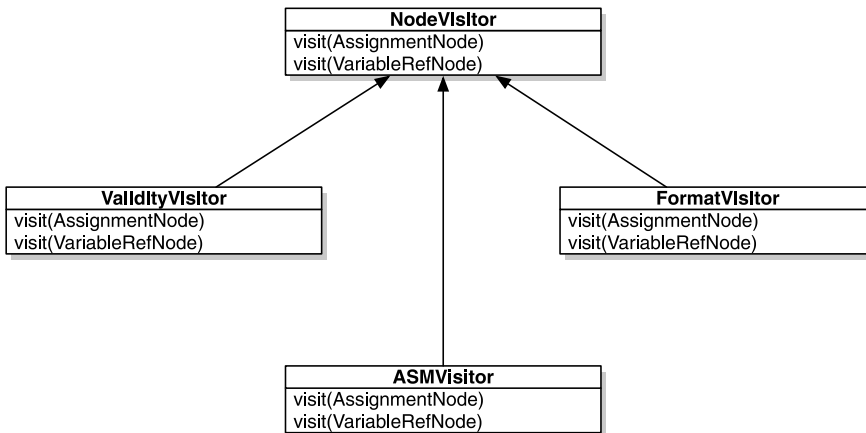 NodeVisitor
visit(AssignmentNode)
visit(VariableRefNode)
ValidityVisitor
visit(AssignmentNode)
visit(VariableRefNode)
FormatVisitor
visit(AssignmentNode)
visit(VariableRefNode)
ASMVisitor
visit(AssignmentNode)
visit(VariableRefNode)